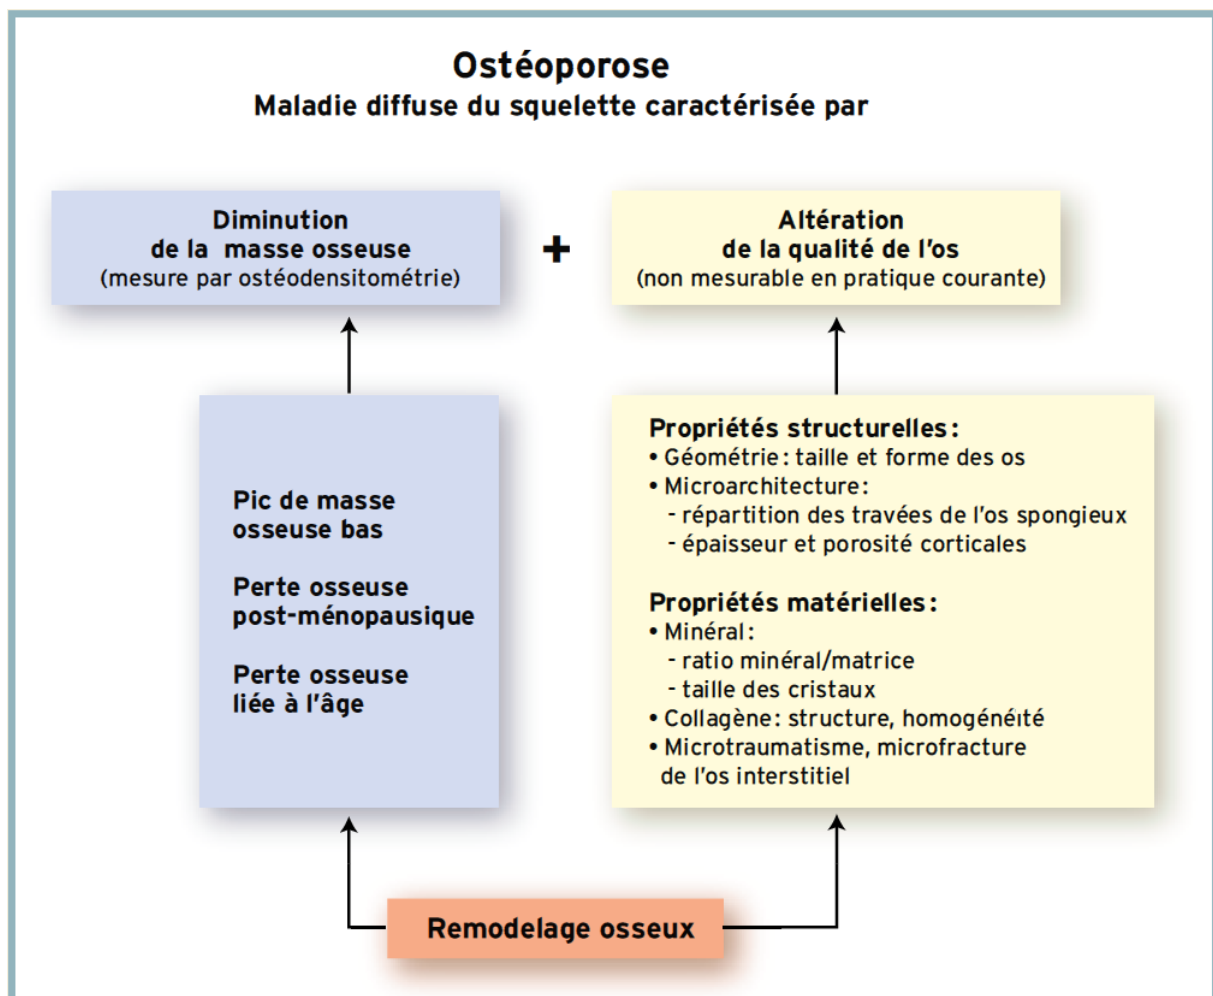 Ostéoporose
Maladie diffuse du squelette caractérisée par
Diminution
de la masse osseuse
(mesure par ostéodensitométrie)
+
Altération
de la qualité de l'os
(non mesurable en pratique courante)
Pic de masse
osseuse bas
Perte osseuse
post-ménopausique
Perte osseuse
liée à l'âge
Propriétés structurelles :
• Géométrie : taille et forme des os
• Microarchitecture :
- répartition des travées de l'os spongieux
- épaisseur et porosité corticales
Propriétés matérielles :
• Minéral :
- ratio minéral/matrice
- taille des cristaux
• Collagène : structure, homogénéité
• Microtraumatisme, microfracture
de l'os interstitiel
Remodelage osseux